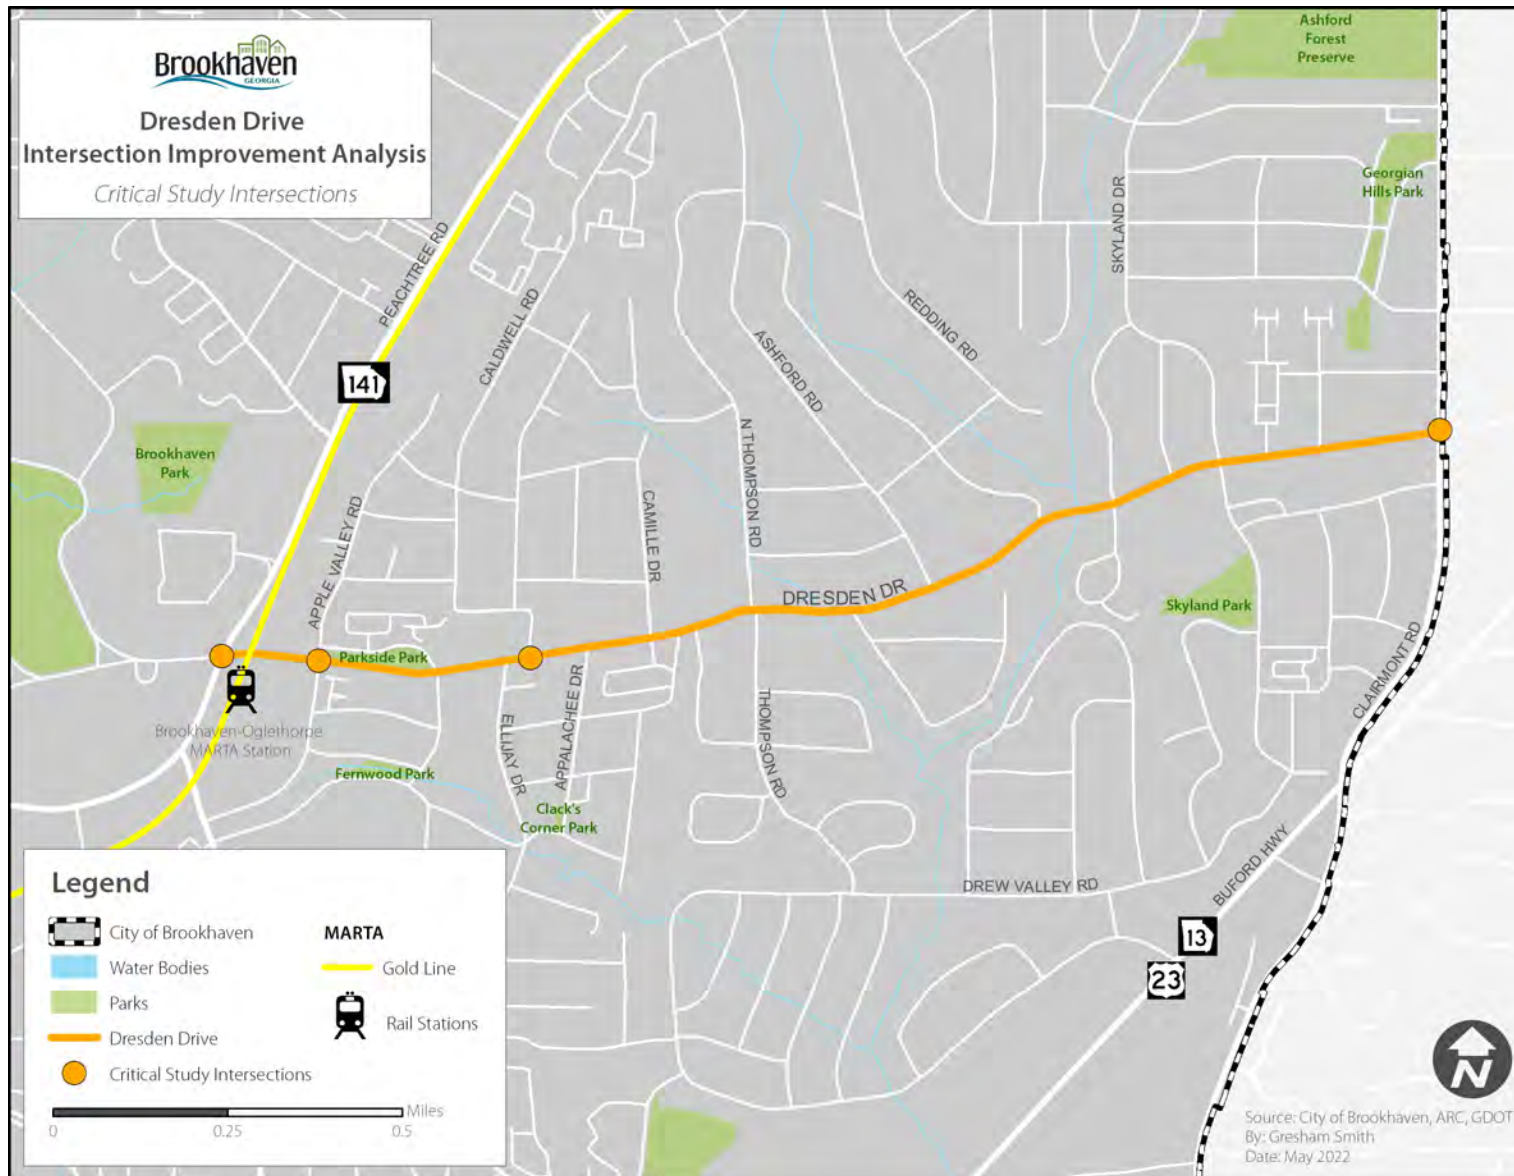 Brookhaven
GEORGIA
Dresden Drive
Intersection Improvement Analysis
Critical Study Intersections
Ashford
Forest
Preserve
Georgian
Hills Park
SKYLAND DR
PEACHTREE RD
141
CALDWELL RD
REDDING RD
ASHFORD RD
N THOMPSON RD
Brookhaven
Park
APPLE VALLEY RD
CAMILLE DR
DRESDEN DR
Skyland Park
Parkside Park
CLAIRMONT RD
Brookhaven-Oglethorpe
MARTA Station
ELLIJAY DR
APPALACHEE DR
THOMPSON RD
Fernwood Park
Clack's
Corner Park
DREW VALLEY RD
BUFORD HWY
13
23
Legend
City of Brookhaven
Water Bodies
Parks
Dresden Drive
Critical Study Intersections
MARTA
Gold Line
Rail Stations
Miles
0 0.25 0.5
N
Source: City of Brookhaven, ARC, GDOT
By: Gresham Smith
Date: May 2022